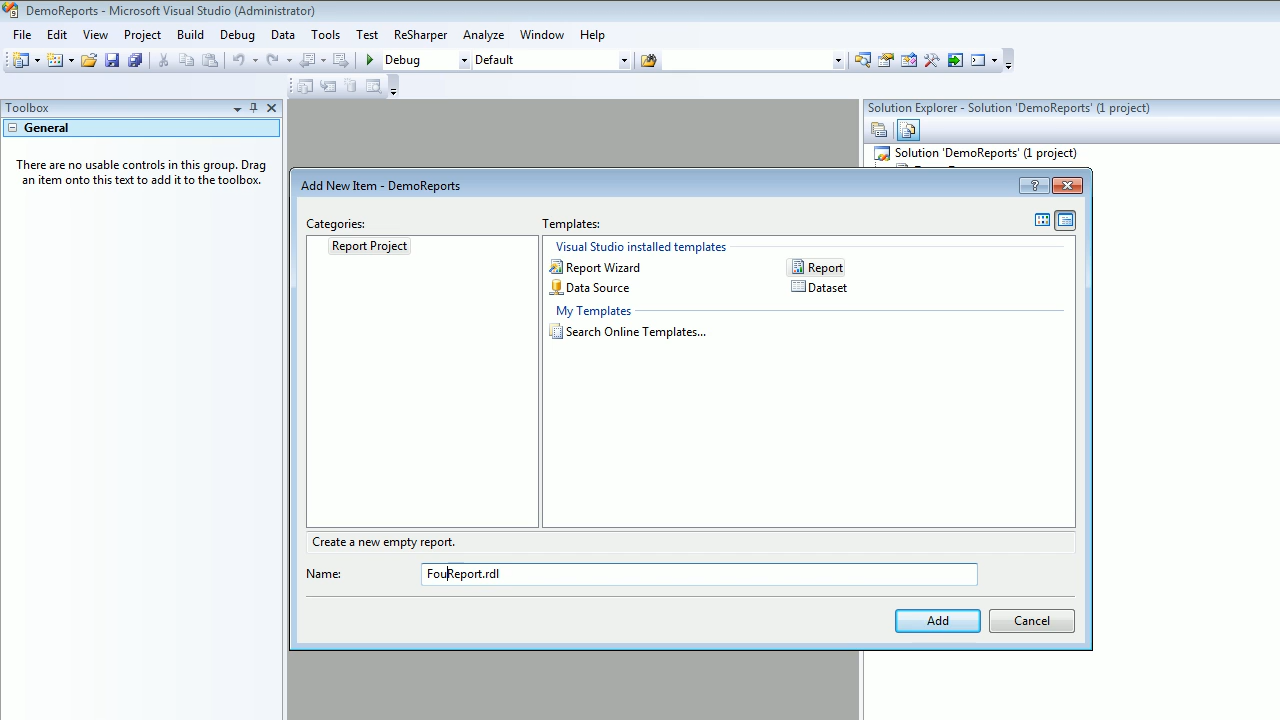 DemoReports - Microsoft Visual Studio (Administrator)
File Edit View Project Build Debug Data Tools Test ReSharper Analyze Window Help
Debug Default
Toolbox
General
There are no usable controls in this group. Drag
an item onto this text to add it to the toolbox.
Solution Explorer - Solution 'DemoReports' (1 project)
Solution 'DemoReports' (1 project)
Add New Item - DemoReports
Categories:
Report Project
Templates:
Visual Studio installed templates
Report Wizard Report
Data Source Dataset
My Templates
Search Online Templates...
Create a new empty report.
Name: FouReport.rdl
Add Cancel